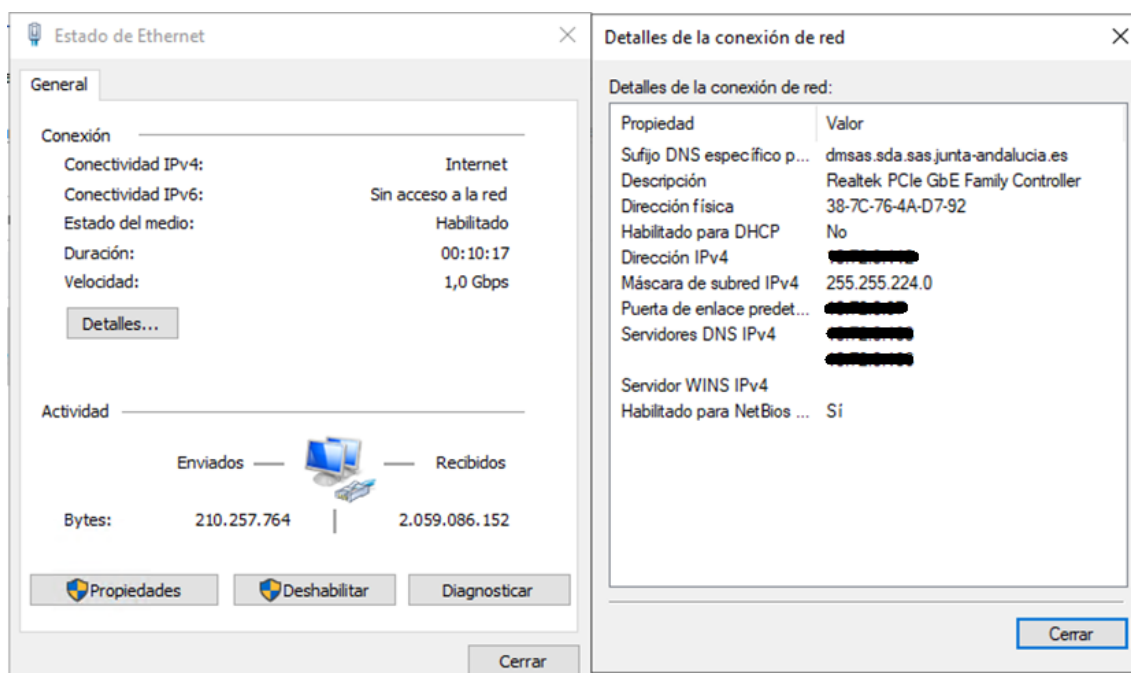 Estado de Ethernet
General
Conexión
Conectividad IPv4: Internet
Conectividad IPv6: Sin acceso a la red
Estado del medio: Habilitado
Duración: 00:10:17
Velocidad: 1,0 Gbps
Detalles...
Actividad
Enviados Recibidos
Bytes: 210.257.764 2.059.086.152
Propiedades Deshabilitar Diagnosticar
Cerrar
Detalles de la conexión de red
Detalles de la conexión de red:
Propiedad Valor
Sufijo DNS específico p... dmsas.sda.sas.junta-andalucia.es
Descripción Realtek PCIe GbE Family Controller
Dirección física 38-7C-76-4A-D7-92
Habilitado para DHCP No
Dirección IPv4
Máscara de subred IPv4 255.255.224.0
Puerta de enlace predet...
Servidores DNS IPv4
Servidor WINS IPv4
Habilitado para NetBios ... Sí
Cerrar